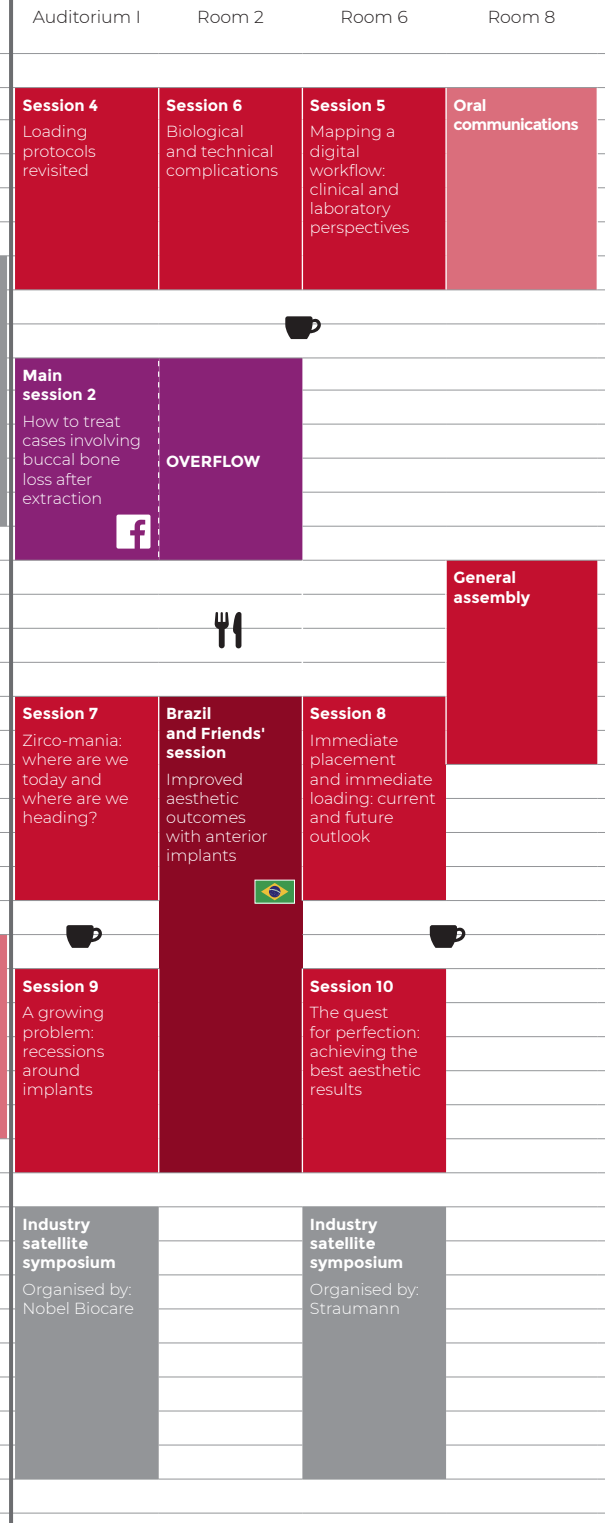 Auditorium I
Room 2
Room 6
Room 8
Session 4
Loading
protocols
revisited
Session 6
Biological
and technical
complications
Session 5
Mapping a
digital
workflow:
clinical and
laboratory
perspectives
Oral
communications
Main
session 2
How to treat
cases involving
buccal bone
loss after
extraction
OVERFLOW
General
assembly
Session 7
Zirco-mania:
where are we
today and
where are we
heading?
Brazil
and Friends'
session
Improved
aesthetic
outcomes
with anterior
implants
Session 8
Immediate
placement
and immediate
loading: current
and future
outlook
Session 9
A growing
problem:
recessions
around
implants
Session 10
The quest
for perfection:
achieving the
best aesthetic
results
Industry
satellite
symposium
Organised by:
Nobel Biocare
Industry
satellite
symposium
Organised by:
Straumann